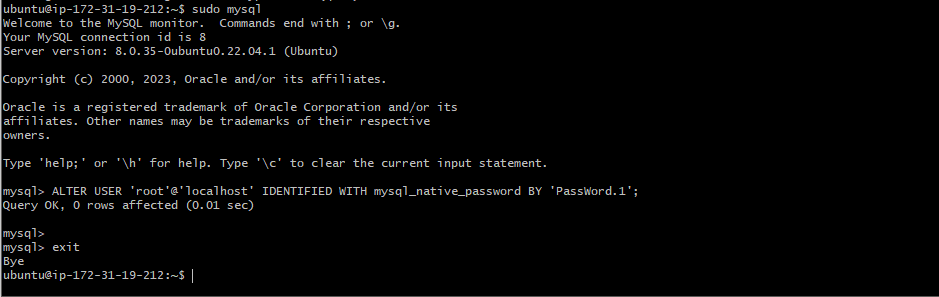 ubuntu@ip-172-31-19-212:~$ sudo mysql
Welcome to the MySQL monitor.  Commands end with ; or \g.
Your MySQL connection id is 8
Server version: 8.0.35-0ubuntu0.22.04.1 (Ubuntu)
Copyright (c) 2000, 2023, Oracle and/or its affiliates.
Oracle is a registered trademark of Oracle Corporation and/or its
affiliates. Other names may be trademarks of their respective
owners.
Type 'help;' or '\h' for help. Type '\c' to clear the current input statement.
mysql> ALTER USER 'root'@'localhost' IDENTIFIED WITH mysql_native_password BY 'PassWord.1';
Query OK, 0 rows affected (0.01 sec)
mysql>
mysql> exit
Bye
ubuntu@ip-172-31-19-212:~$